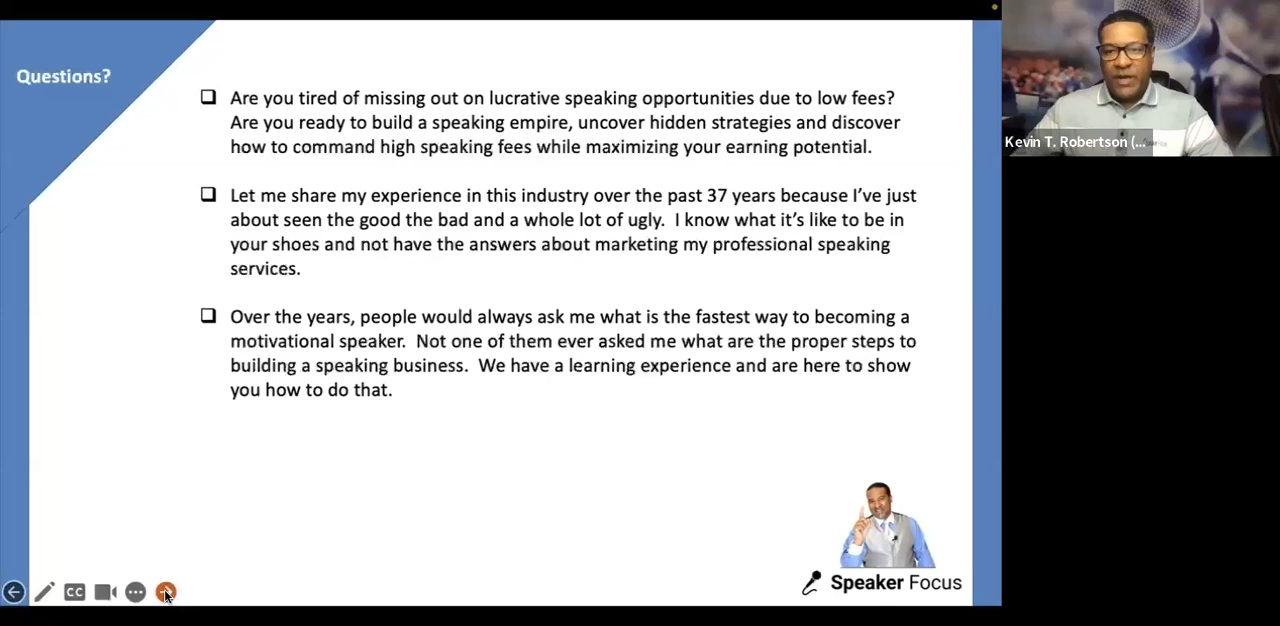 Questions?
Are you tired of missing out on lucrative speaking opportunities due to low fees?
Are you ready to build a speaking empire, uncover hidden strategies and discover
how to command high speaking fees while maximizing your earning potential.
Let me share my experience in this industry over the past 37 years because I've just
about seen the good the bad and a whole lot of ugly.  I know what it's like to be in
your shoes and not have the answers about marketing my professional speaking
services.
Over the years, people would always ask me what is the fastest way to becoming a
motivational speaker.  Not one of them ever asked me what are the proper steps to
building a speaking business.  We have a learning experience and are here to show
you how to do that.
Speaker Focus
CC
Kevin T. Robertson (...